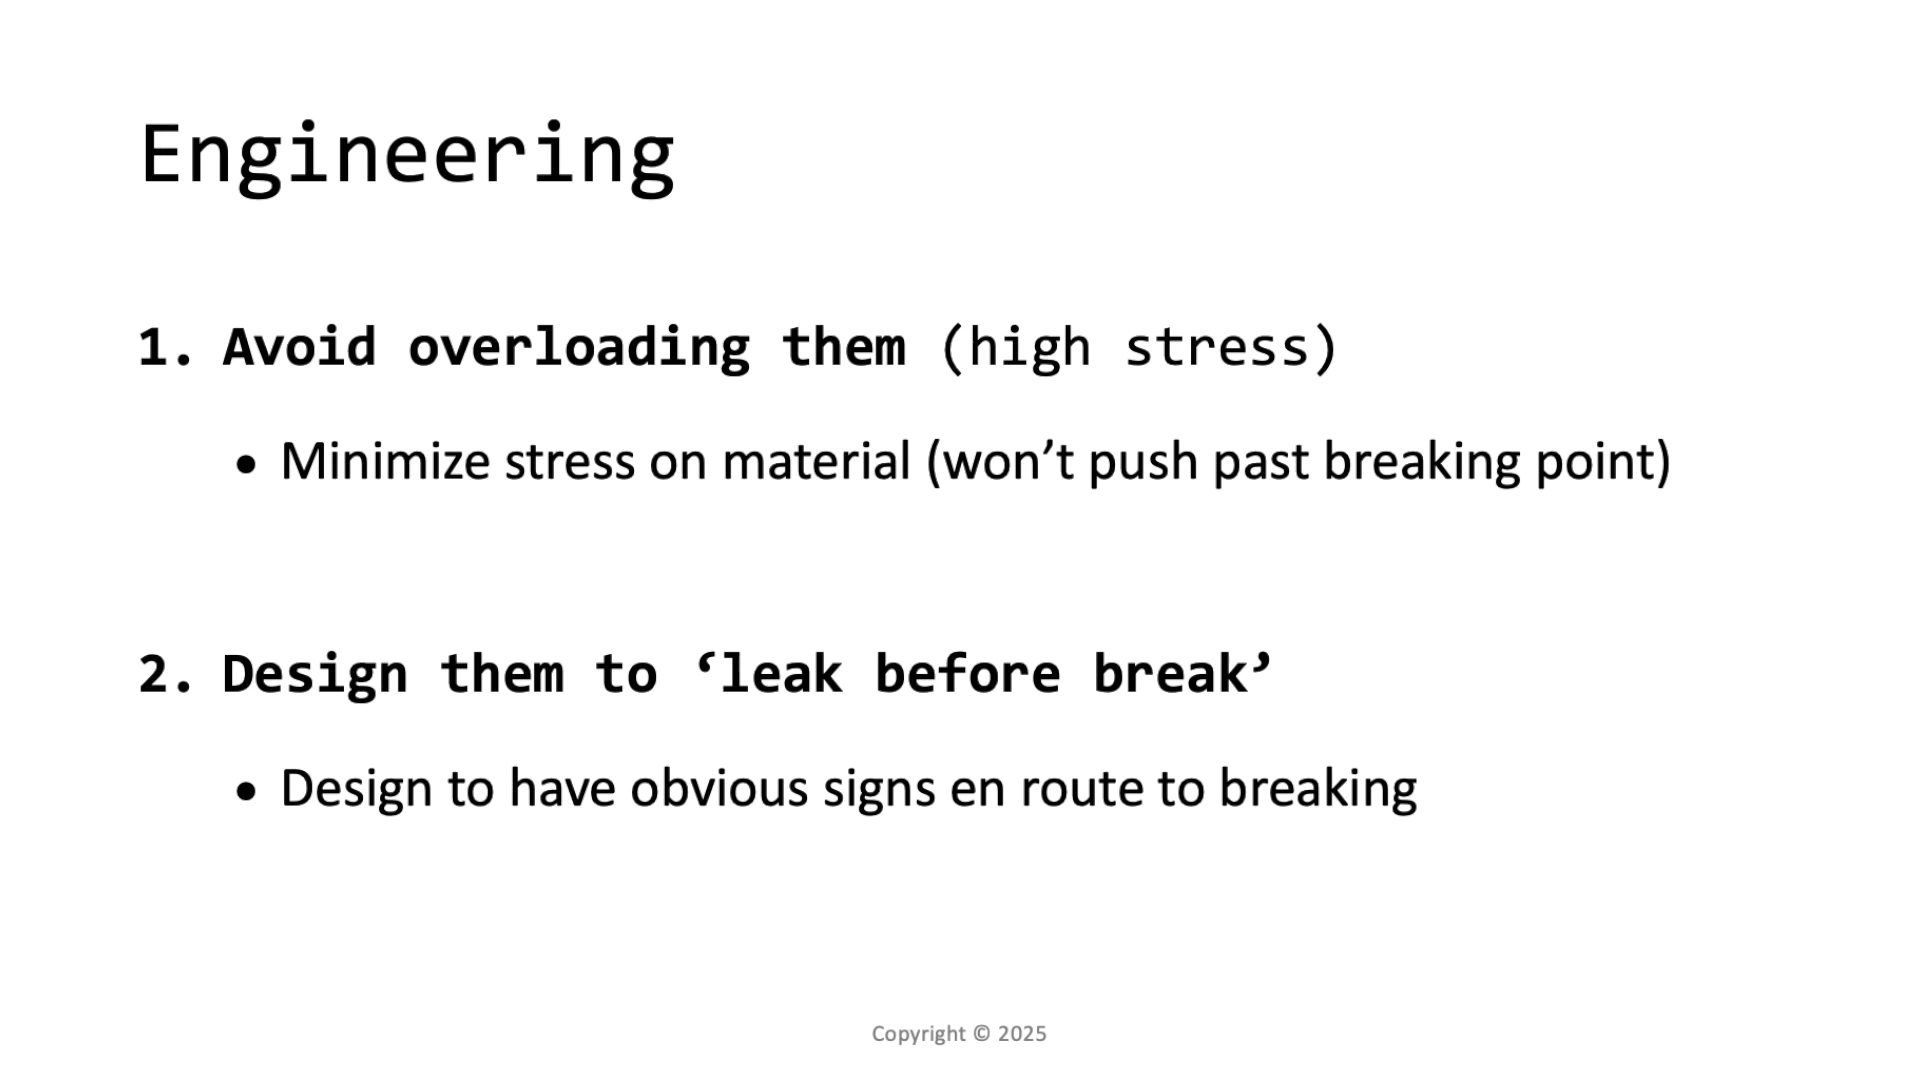 Engineering
1. Avoid overloading them (high stress)
• Minimize stress on material (won’t push past breaking point)
2. Design them to ‘leak before break’
• Design to have obvious signs en route to breaking
Copyright © 2025